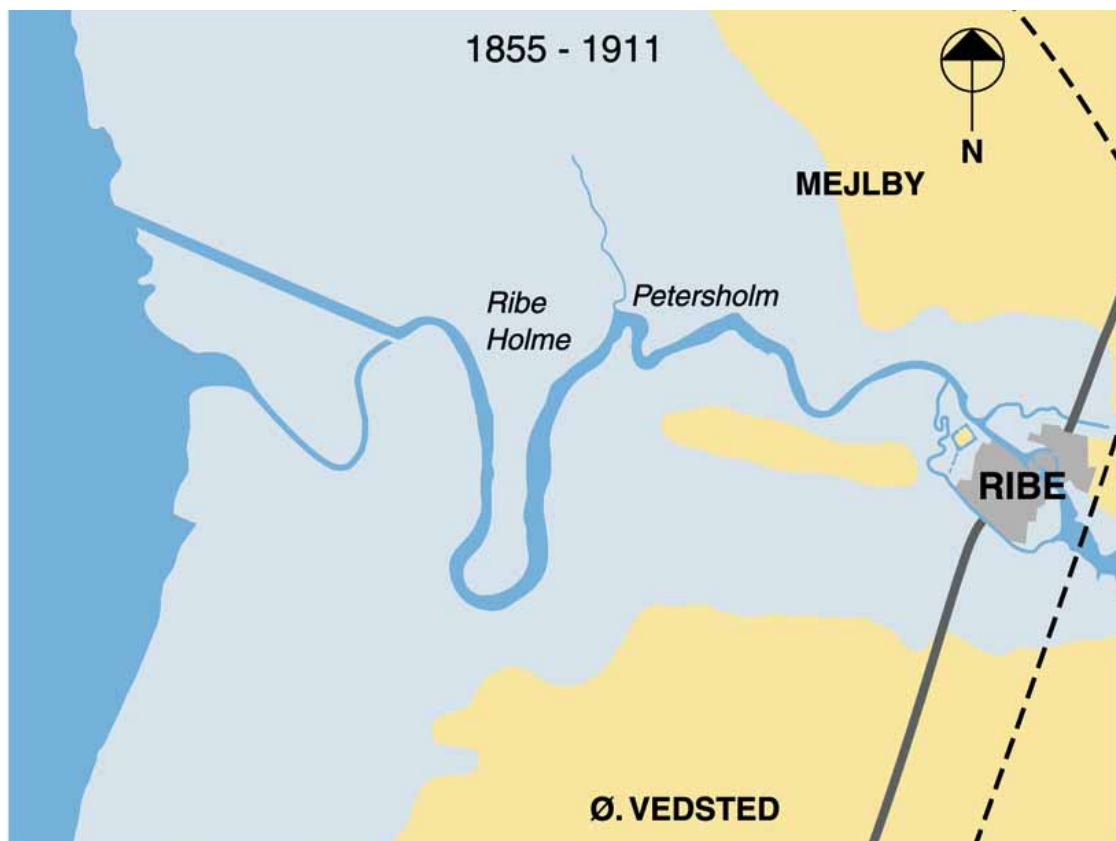 1855 - 1911
N
MEJLBY
Ribe
Holme
Petersholm
RIBE
Ø. VEDSTED